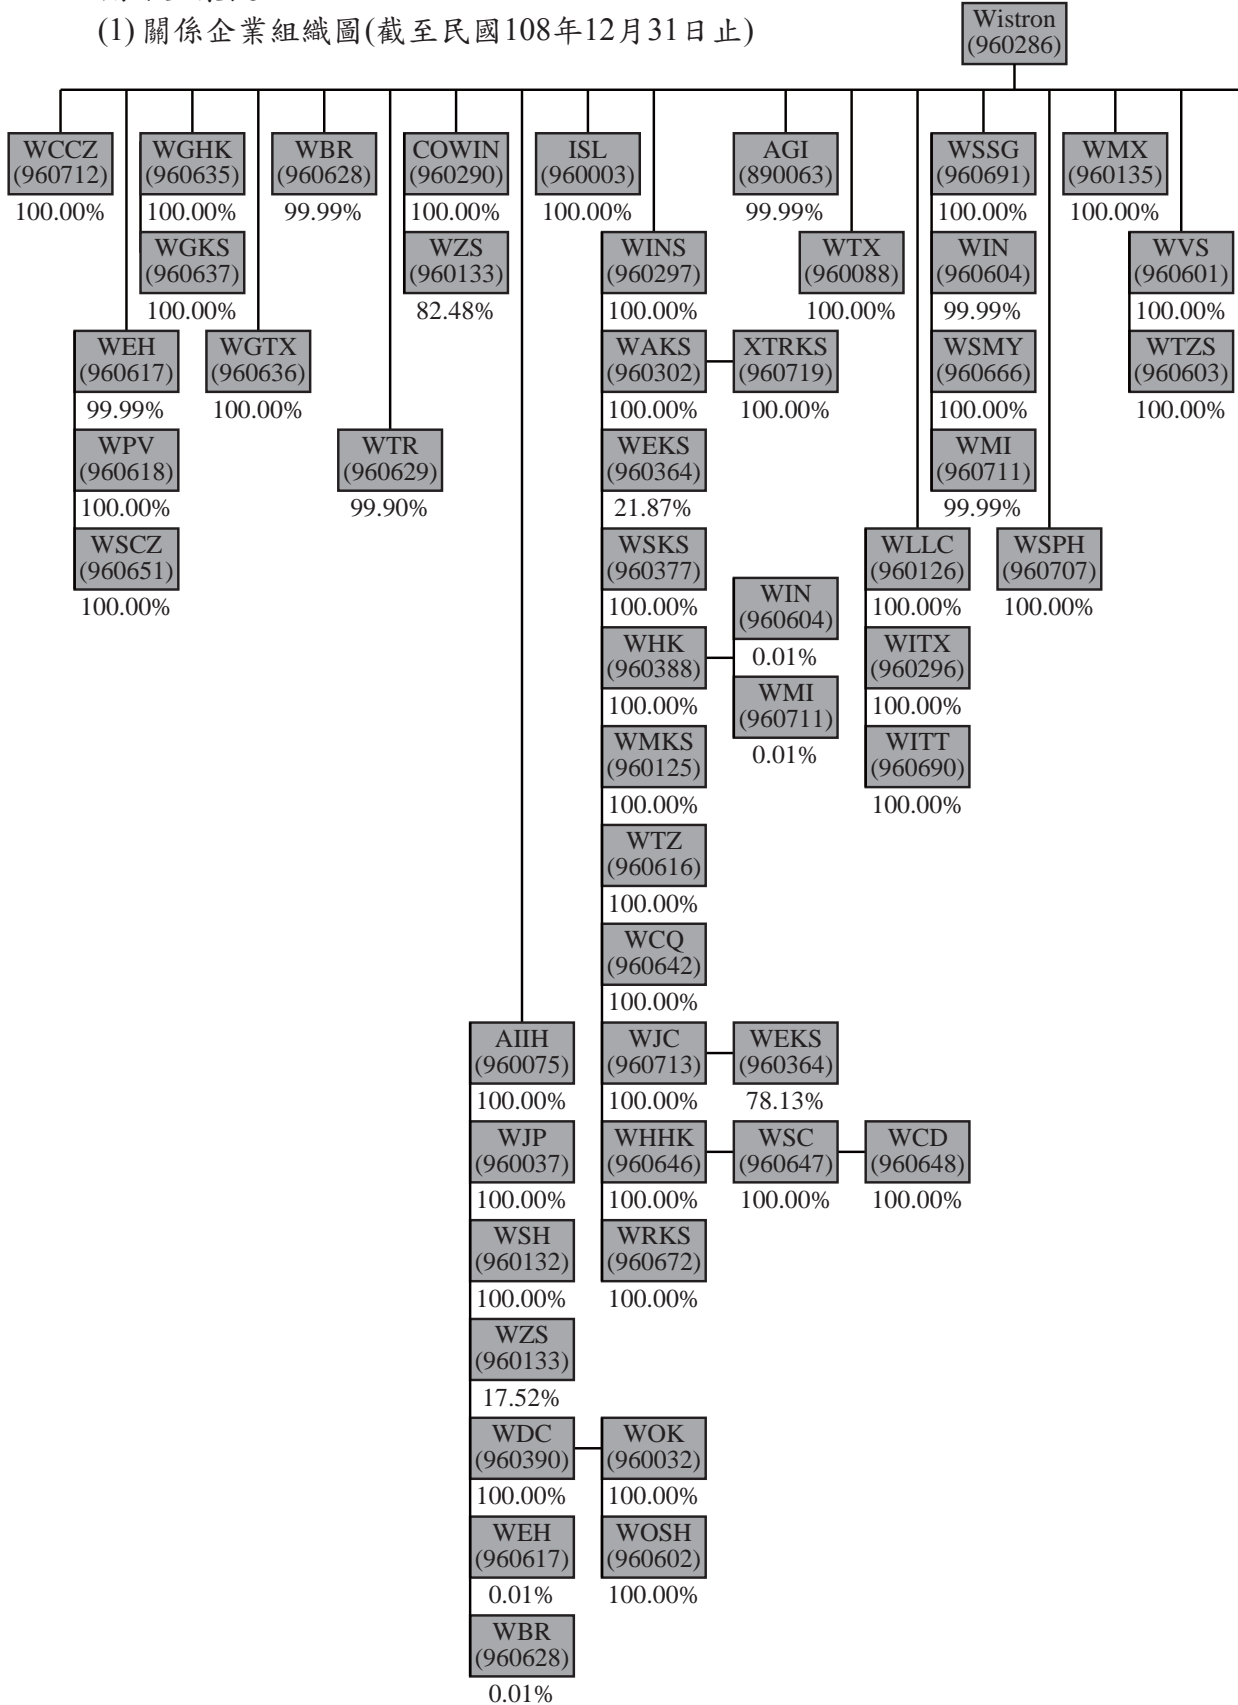 (1) 關係企業組織圖(截至民國108年12月31日止)
Wistron
(960286)
WCCZ
(960712)
100.00%
WGHK
(960635)
100.00%
WGKS
(960637)
100.00%
WBR
(960628)
99.99%
COWIN
(960290)
100.00%
WZS
(960133)
82.48%
ISL
(960003)
100.00%
AGI
(890063)
99.99%
WSSG
(960691)
100.00%
WIN
(960604)
99.99%
WSMY
(960666)
100.00%
WMI
(960711)
99.99%
WMX
(960135)
100.00%
WTX
(960088)
100.00%
WVS
(960601)
100.00%
WTZS
(960603)
100.00%
WEH
(960617)
99.99%
WPV
(960618)
100.00%
WSCZ
(960651)
100.00%
WGTX
(960636)
100.00%
WTR
(960629)
99.90%
WINS
(960297)
100.00%
WAKS
(960302)
100.00%
XTRKS
(960719)
100.00%
WEKS
(960364)
21.87%
WSKS
(960377)
100.00%
WHK
(960388)
100.00%
WIN
(960604)
0.01%
WMI
(960711)
0.01%
WMKS
(960125)
100.00%
WTZ
(960616)
100.00%
WCQ
(960642)
100.00%
WJC
(960713)
100.00%
WEKS
(960364)
78.13%
WHHK
(960646)
100.00%
WSC
(960647)
100.00%
WCD
(960648)
100.00%
WRKS
(960672)
100.00%
WLLC
(960126)
100.00%
WITX
(960296)
100.00%
WITT
(960690)
100.00%
WSPH
(960707)
100.00%
AIIH
(960075)
100.00%
WJP
(960037)
100.00%
WSH
(960132)
100.00%
WZS
(960133)
17.52%
WDC
(960390)
100.00%
WOK
(960032)
100.00%
WOSH
(960602)
100.00%
WEH
(960617)
0.01%
WBR
(960628)
0.01%